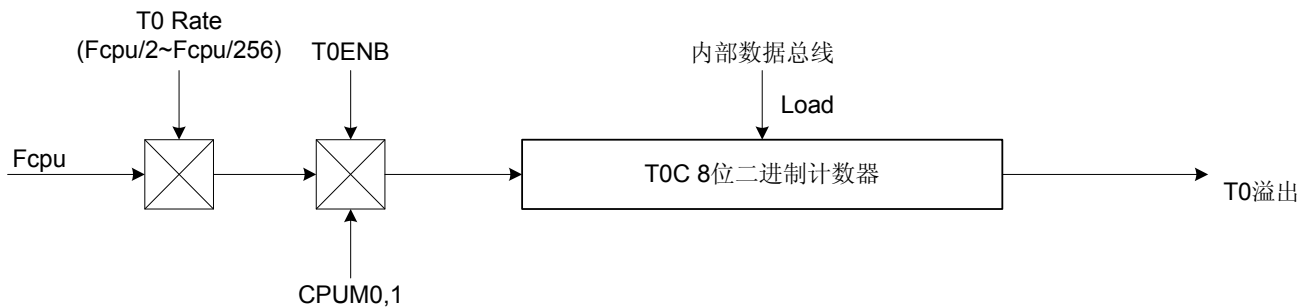 T0 Rate
(Fcpu/2~Fcpu/256)
T0ENB
内部数据总线
Load
Fcpu
T0C 8位二进制计数器
T0溢出
CPUM0,1